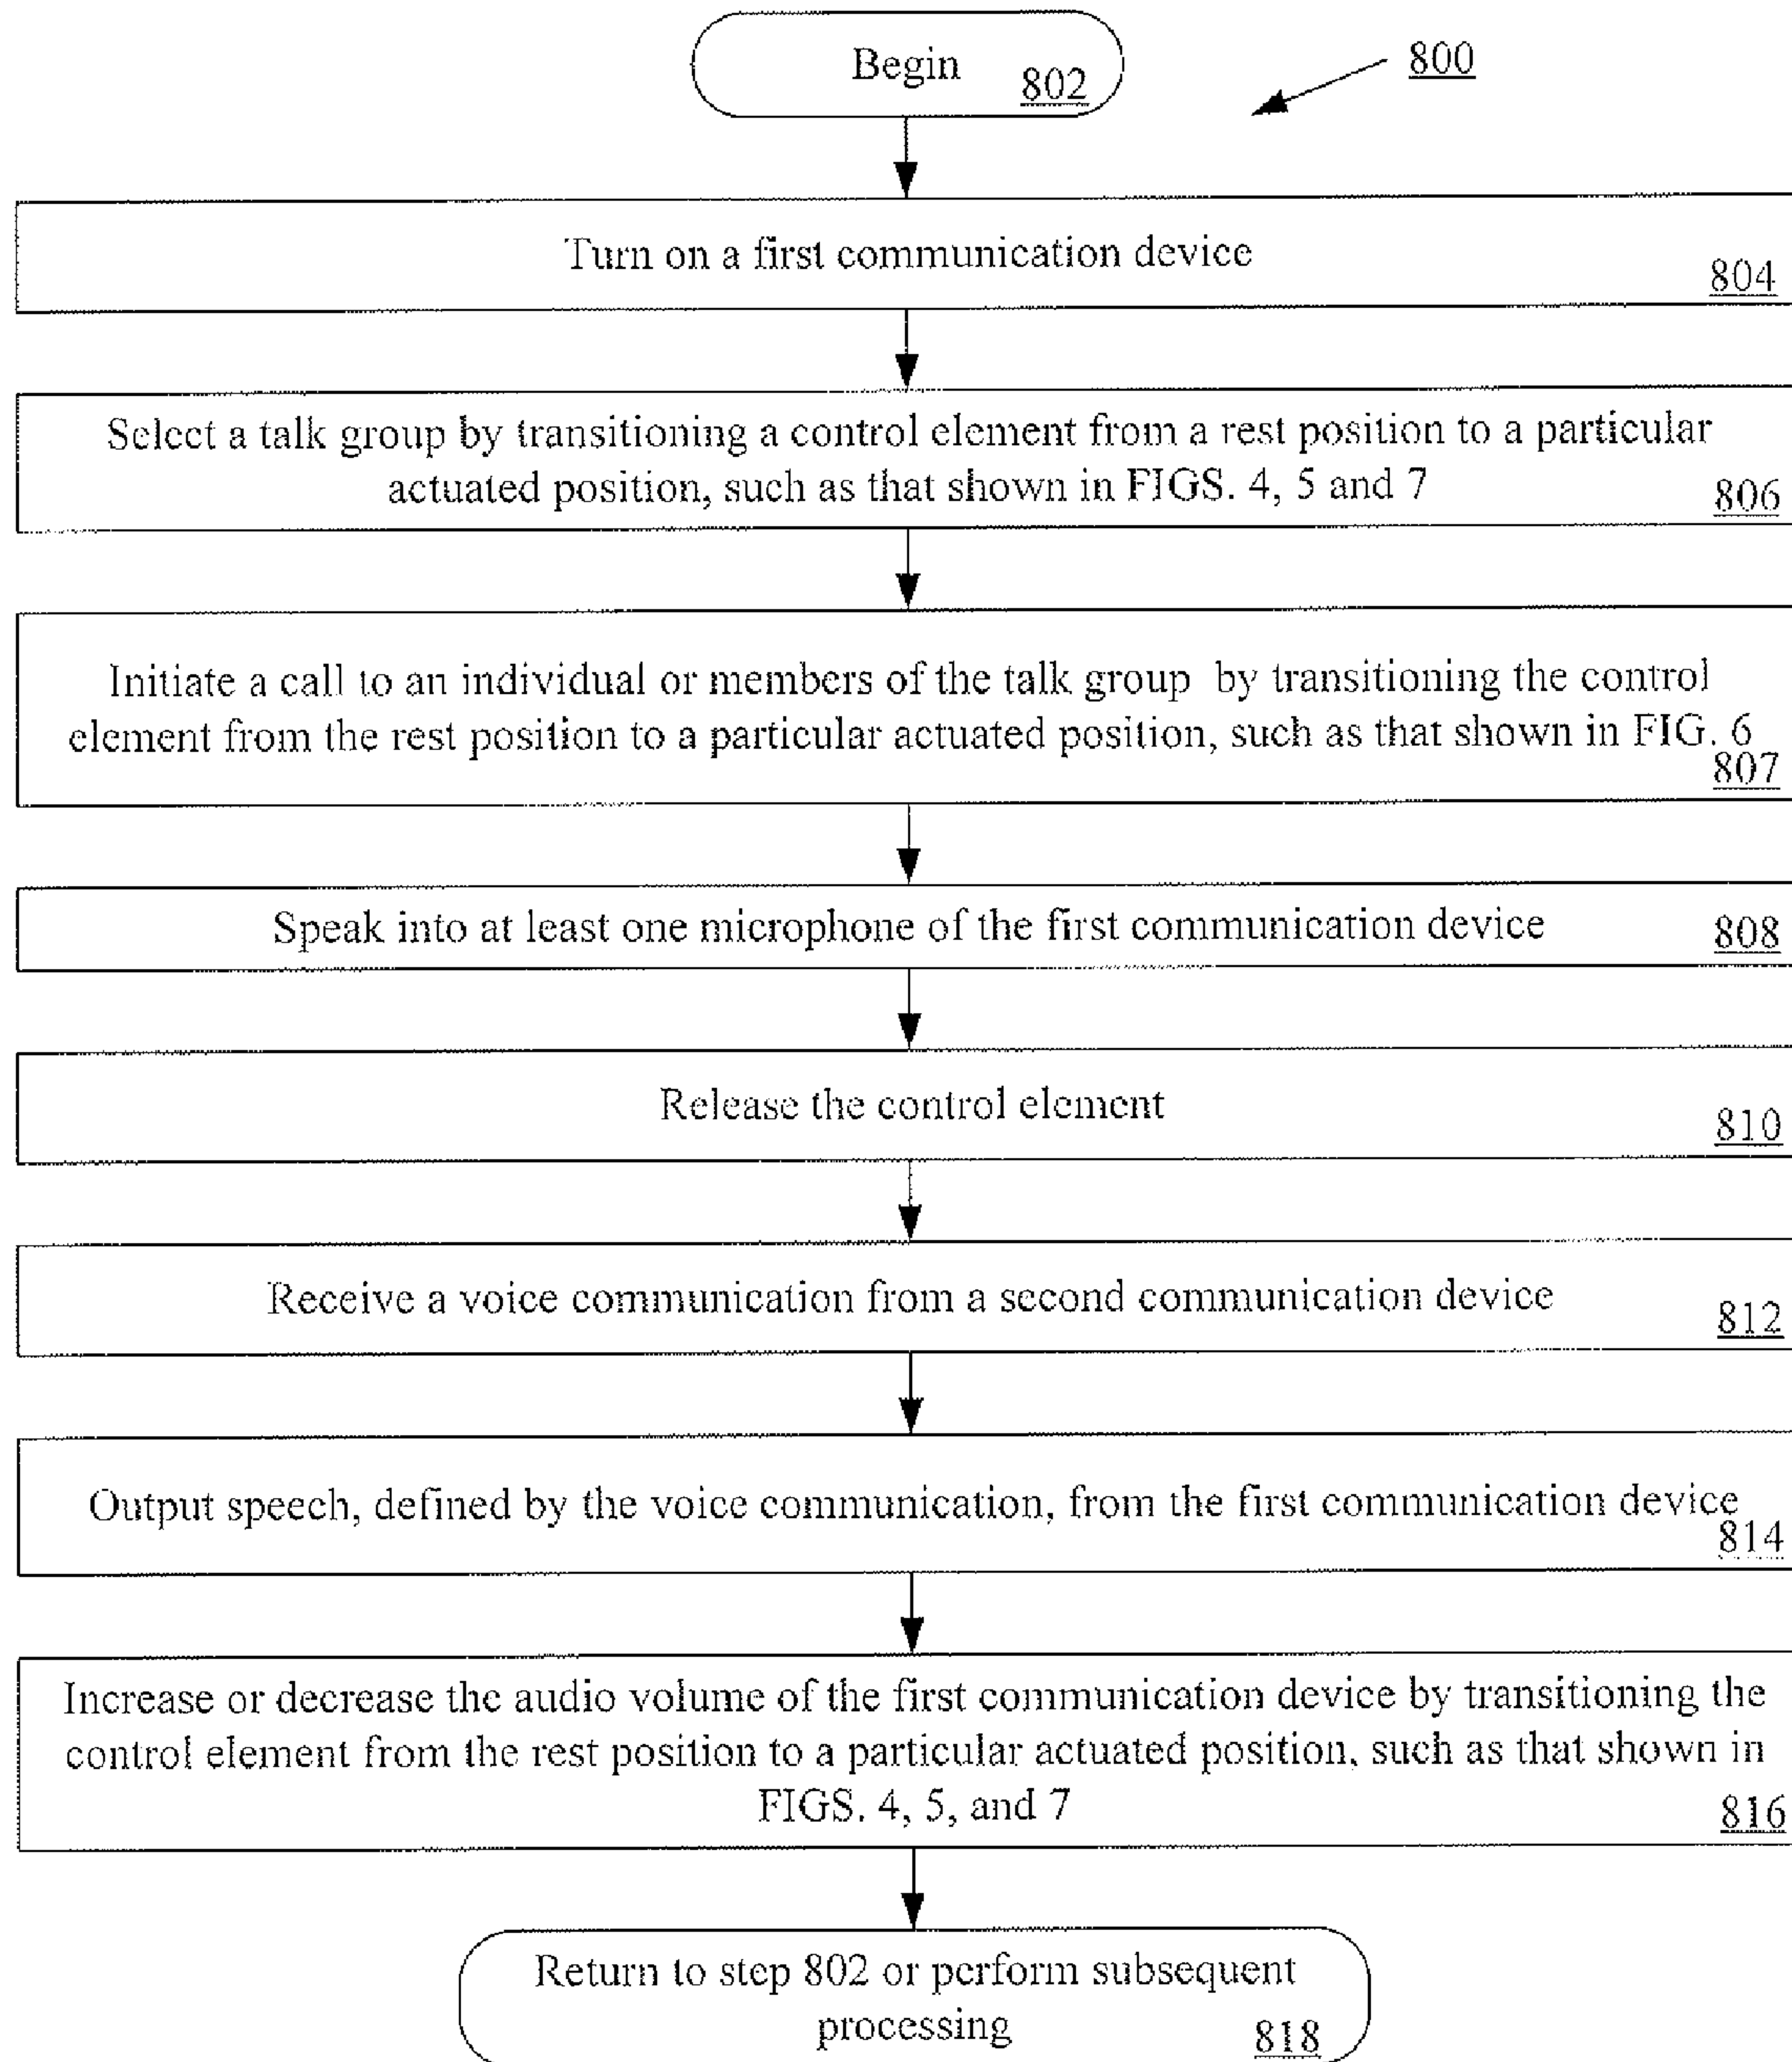 Begin
802
800
Turn on a first communication device
804
Select a talk group by transitioning a control element from a rest position to a particular
actuated position, such as that shown in FIGS. 4, 5 and 7
806
Initiate a call to an individual or members of the talk group by transitioning the control
element from the rest position to a particular actuated position, such as that shown in FIG. 6
807
Speak into at least one microphone of the first communication device
808
Release the control element
810
Receive a voice communication from a second communication device
812
Output speech, defined by the voice communication, from the first communication device
814
Increase or decrease the audio volume of the first communication device by transitioning the
control element from the rest position to a particular actuated position, such as that shown in
FIGS. 4, 5, and 7
816
Return to step 802 or perform subsequent
processing
818